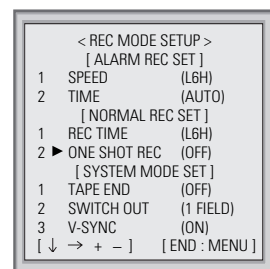 < REC MODE SETUP >
[ ALARM REC SET ]
1 SPEED (L6H)
2 TIME (AUTO)
[ NORMAL REC SET ]
1 REC TIME (L6H)
2 ► ONE SHOT REC (OFF)
[ SYSTEM MODE SET ]
1 TAPE END (OFF)
2 SWITCH OUT (1 FIELD)
3 V-SYNC (ON)
[ ↓ → + – ] [ END : MENU ]